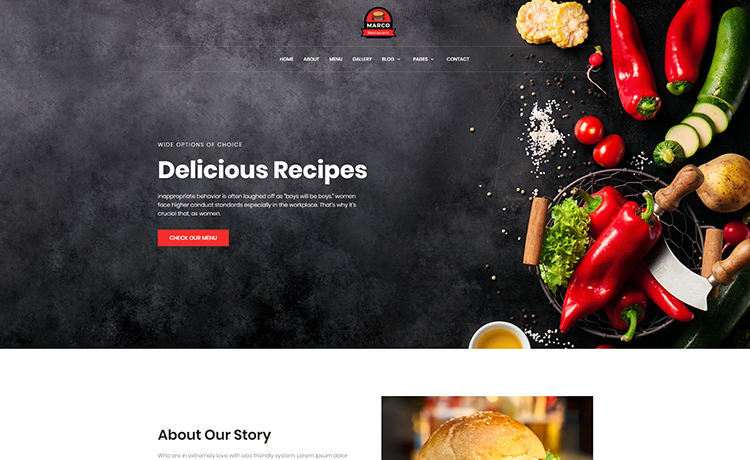 MARCO
Restaurant
HOME ABOUT MENU GALLERY BLOG PAGES CONTACT
WIDE OPTIONS OF CHOICE
Delicious Recipes
inappropriate behavior is often laughed off as "boys will be boys," women
face higher conduct standards especially in the workplace. That's why it's
crucial that, as women.
CHECK OUR MENU
About Our Story
Who are in extremely love with eco friendly system. Lorem ipsum dolor